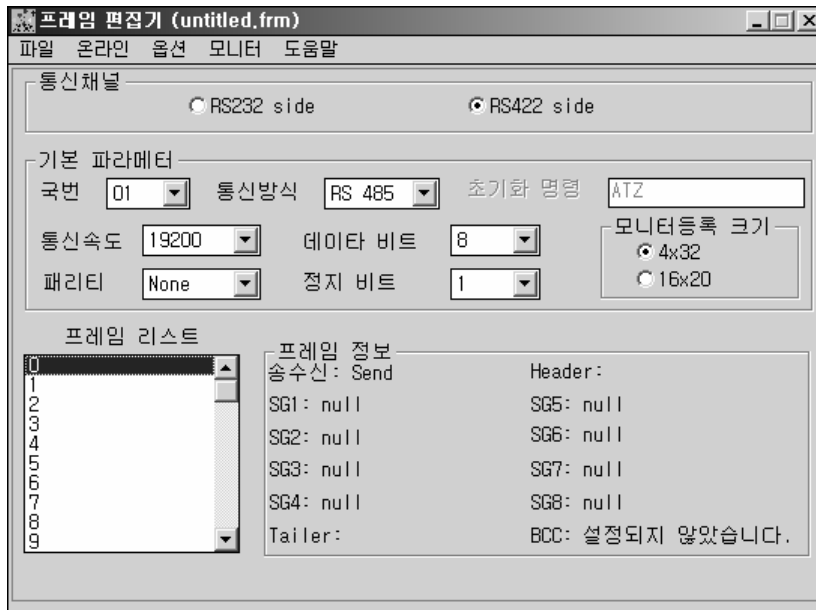 프레임 편집기 (untitled.frm)
파일 온라인 옵션 모니터 도움말
통신채널
RS232 side RS422 side
기본 파라메터
국번 01 통신방식 RS 485 초기화 명령 ATZ
통신속도 19200 데이타 비트 8
모니터등록 크기
4x32
패리티 None 정지 비트 1
16x20
프레임 리스트
프레임 정보
0
1
2
3
4
5
6
7
8
9
송수신: Send Header:
SG1: null SG5: null
SG2: null SG6: null
SG3: null SG7: null
SG4: null SG8: null
Tailer: BCC: 설정되지 않았습니다.